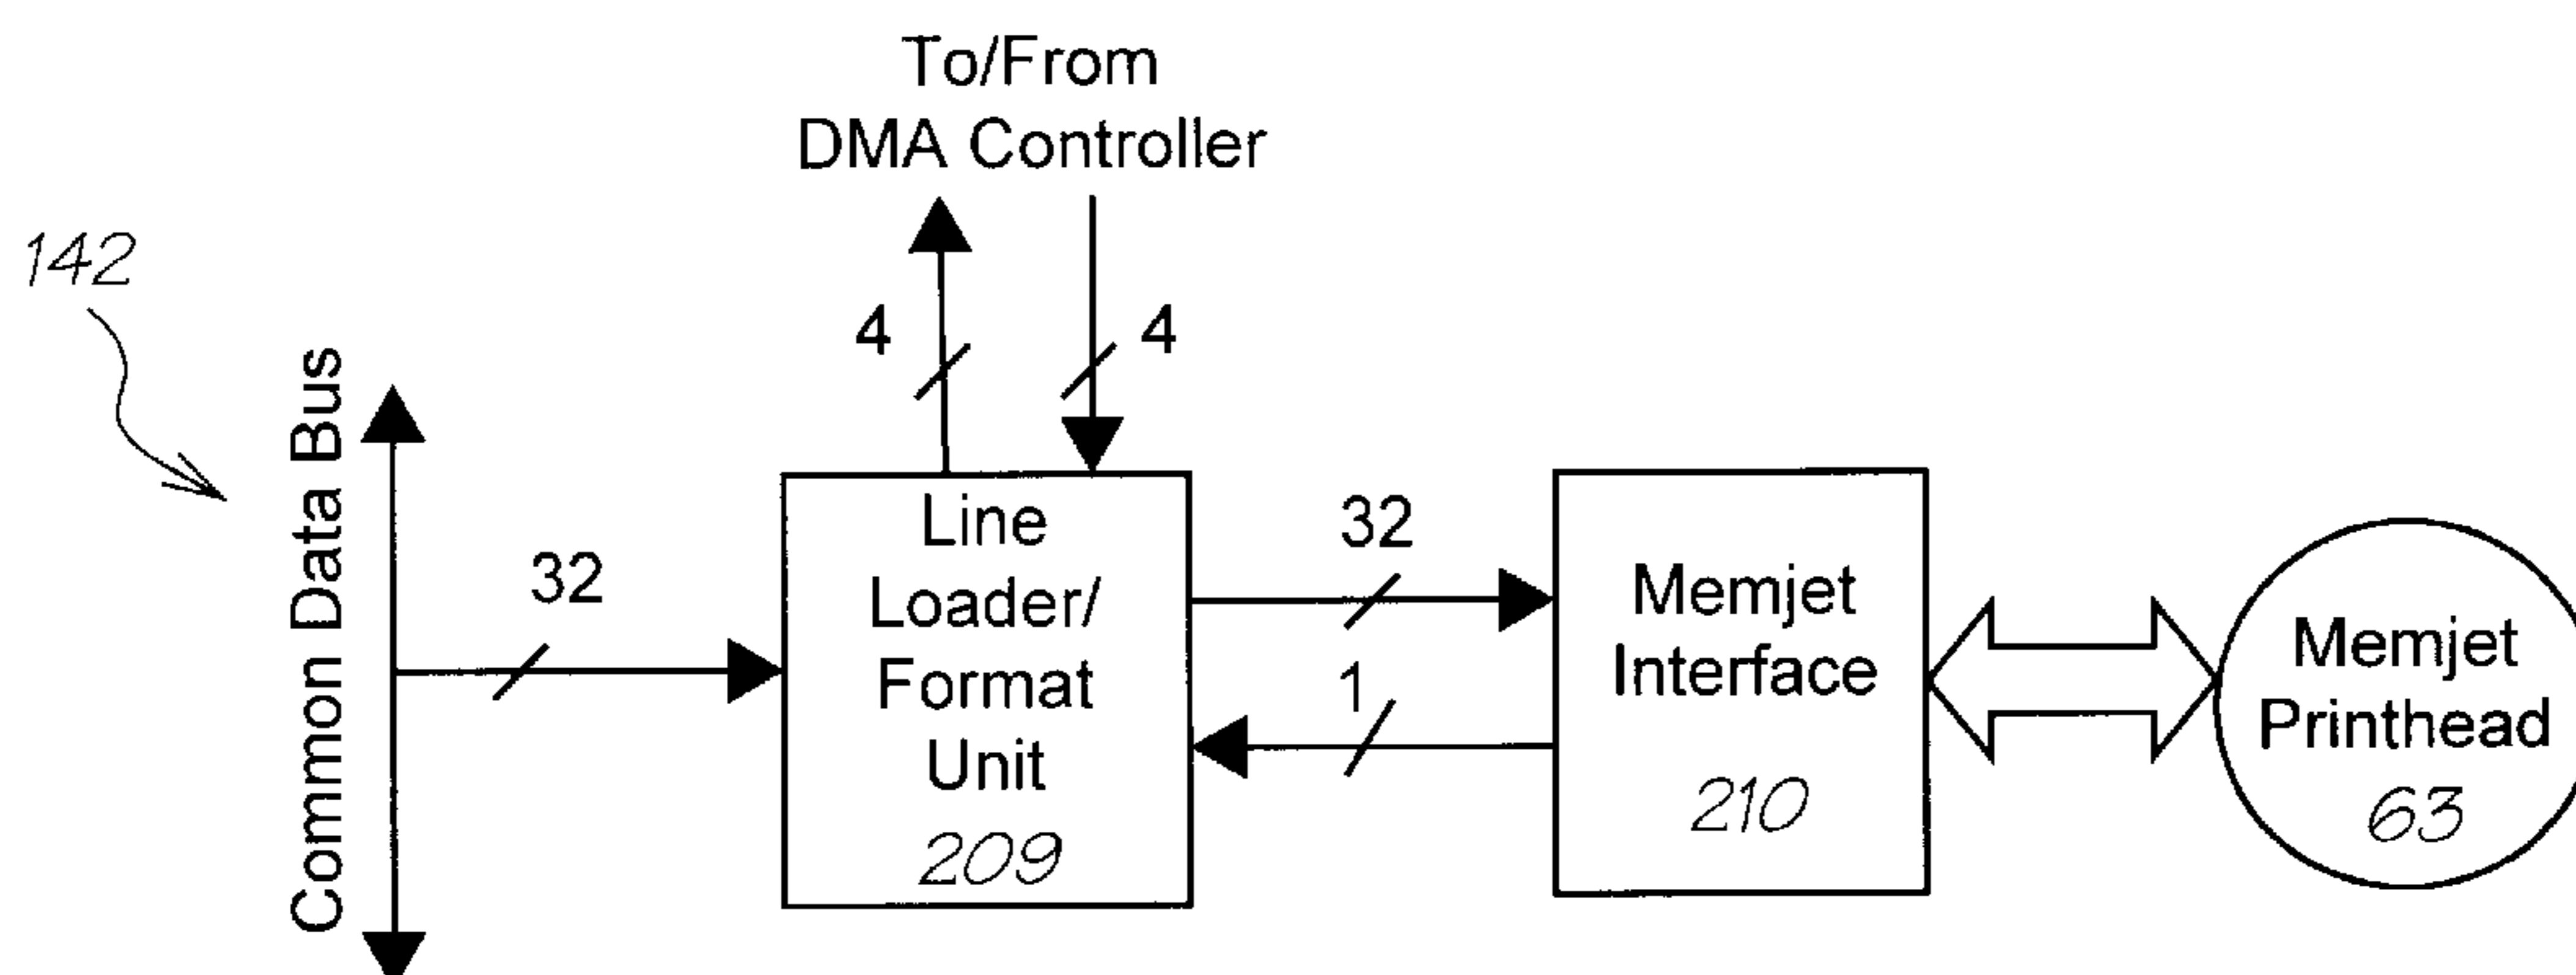 To/From
DMA Controller
142
4
4
Common Data Bus
32
Line
Loader/
Format
Unit
209
32
1
Memjet
Interface
210
Memjet
Printhead
63